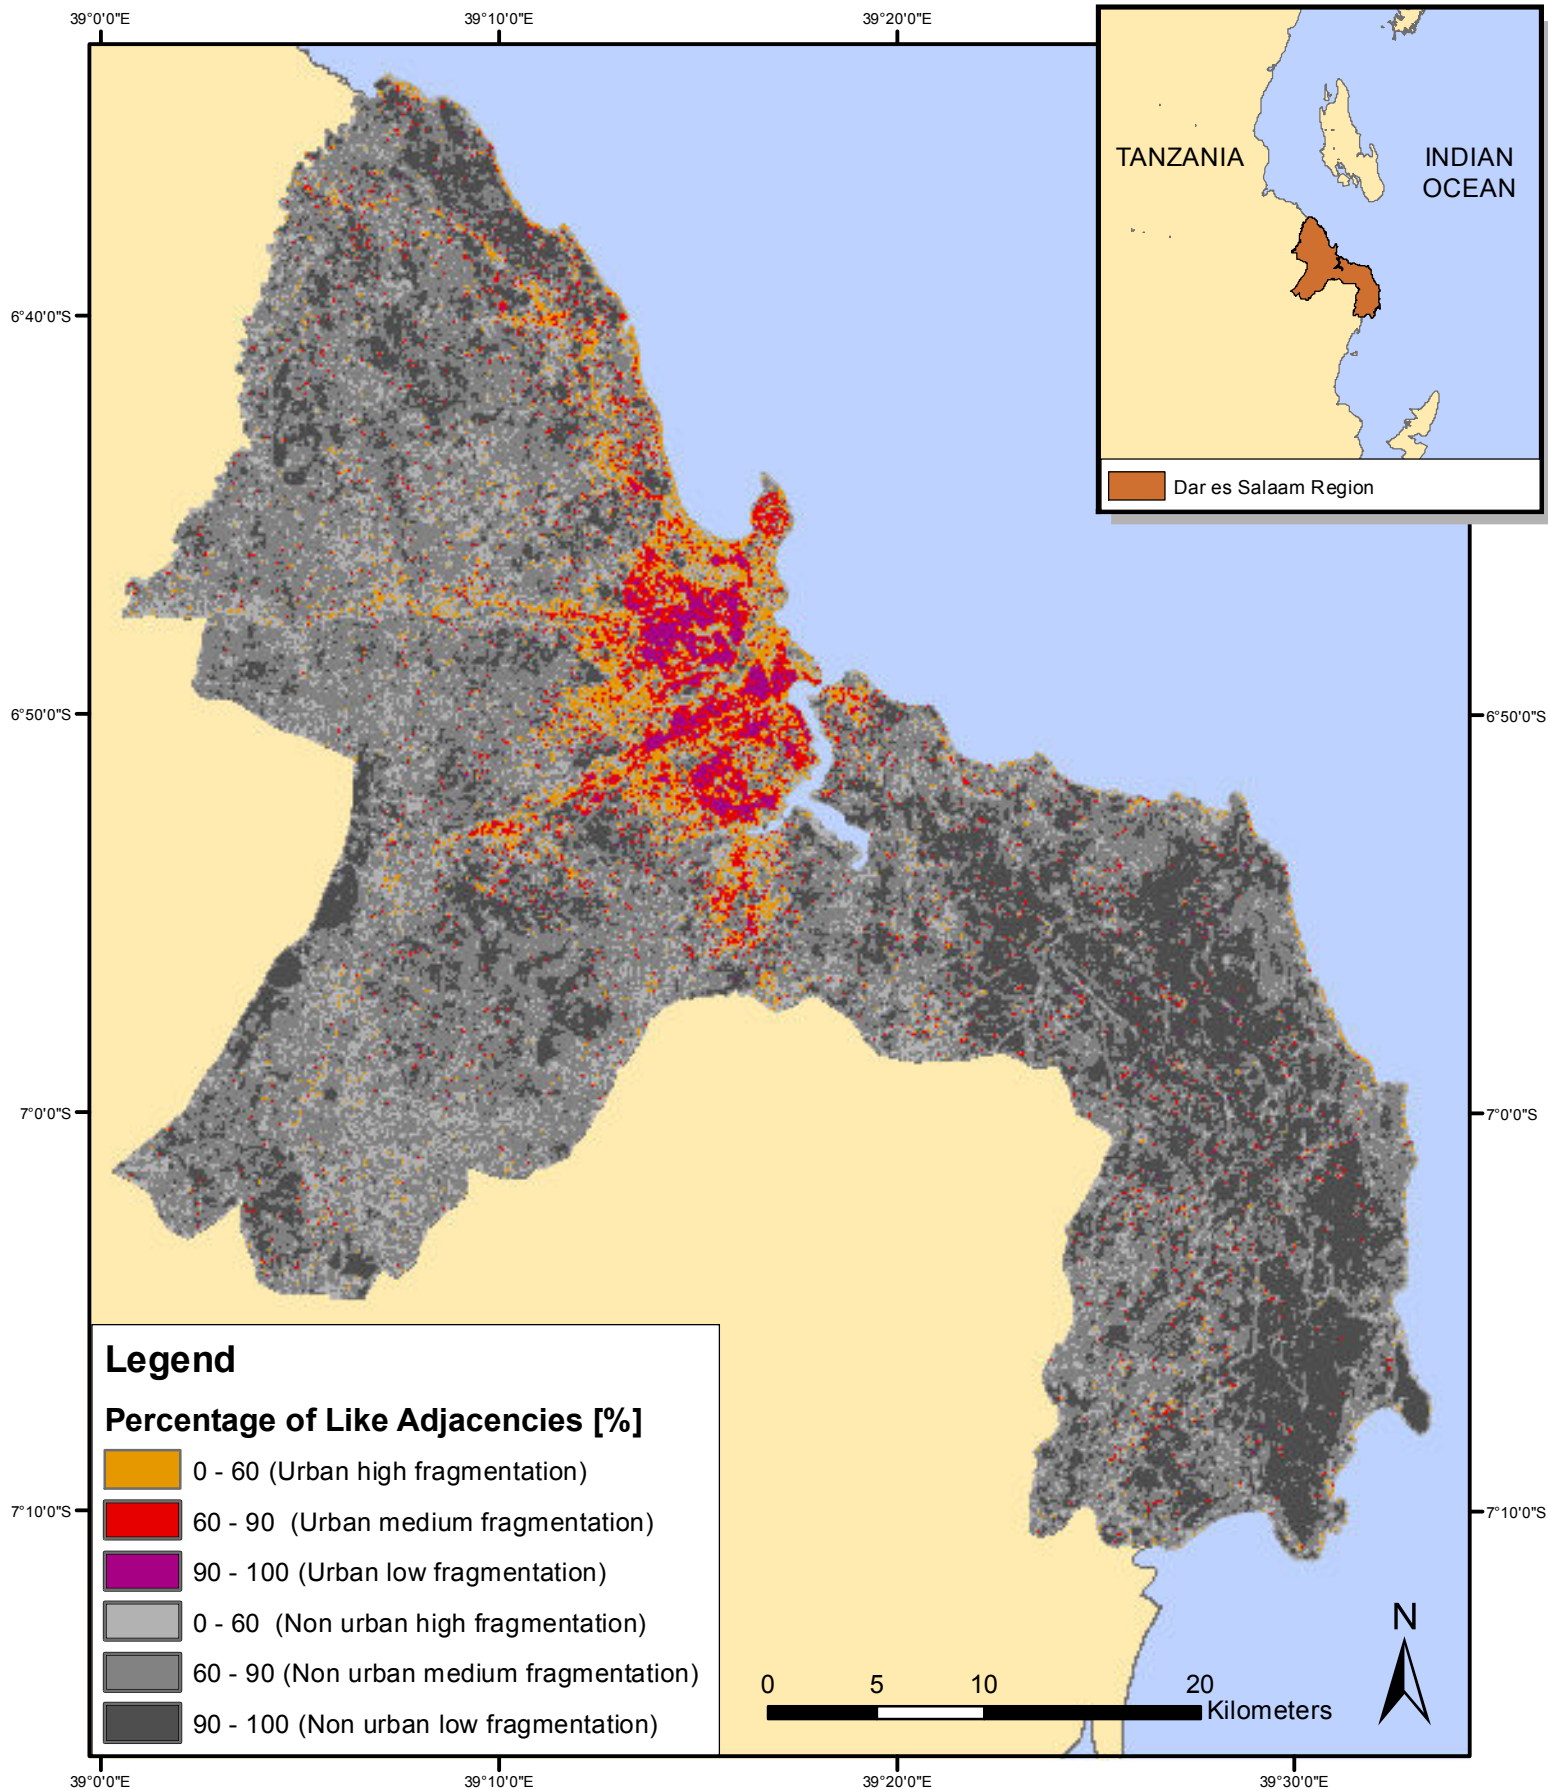 39°0'0"E
39°10'0"E
39°20'0"E
TANZANIA
INDIAN
OCEAN
Dar es Salaam Region
6°40'0"S
6°50'0"S
6°50'0"S
7°0'0"S
7°0'0"S
7°10'0"S
7°10'0"S
Legend
Percentage of Like Adjacencies [%]
0 - 60 (Urban high fragmentation)
60 - 90 (Urban medium fragmentation)
90 - 100 (Urban low fragmentation)
0 - 60 (Non urban high fragmentation)
60 - 90 (Non urban medium fragmentation)
90 - 100 (Non urban low fragmentation)
N
0 5 10 20
Kilometers
39°0'0"E
39°10'0"E
39°20'0"E
39°30'0"E